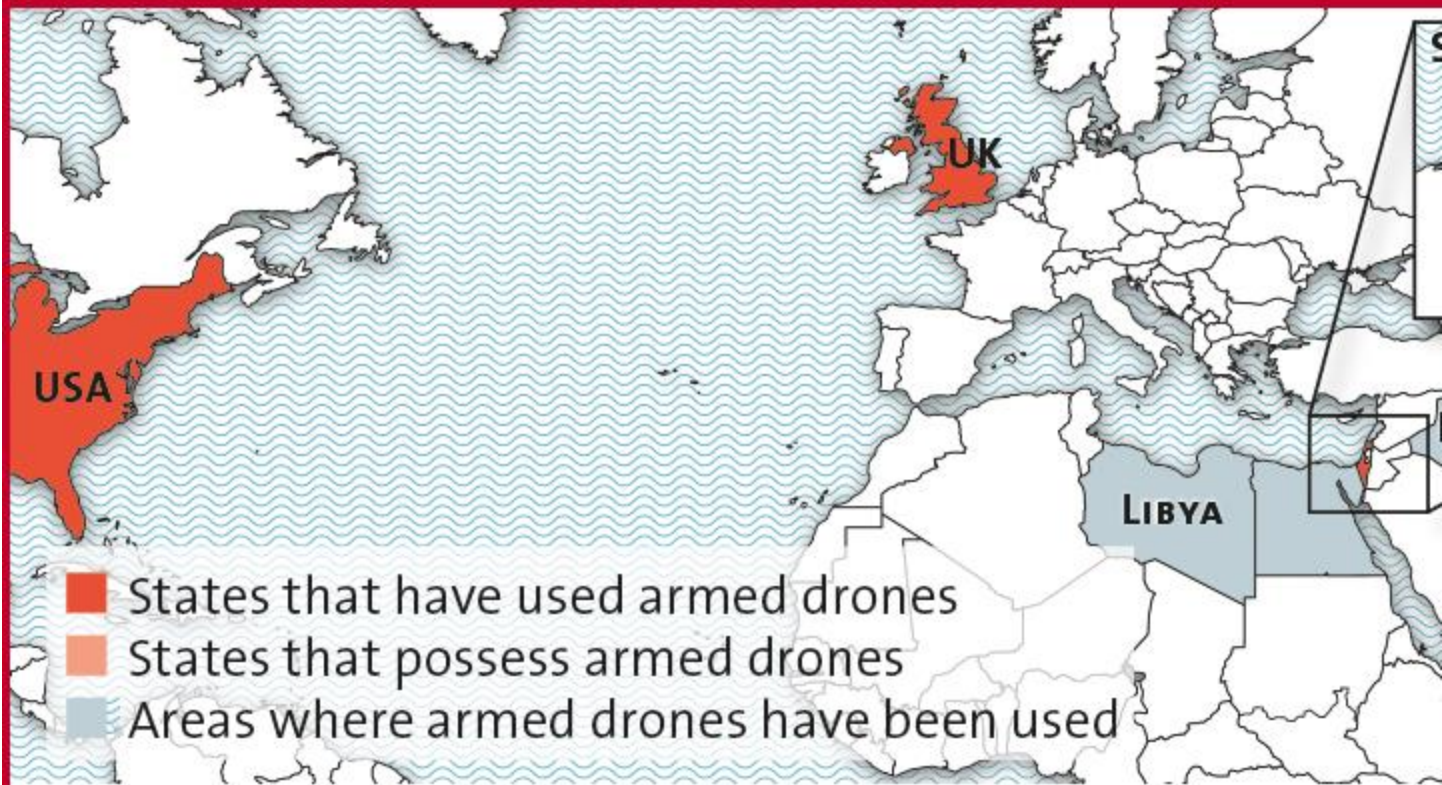 UK
USA
LIBYA
States that have used armed drones
States that possess armed drones
Areas where armed drones have been used